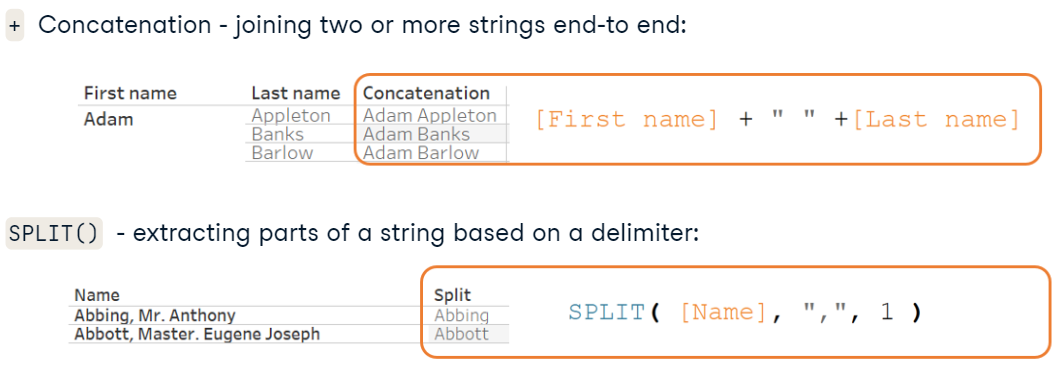 + Concatenation - joining two or more strings end-to end:
First name Last name Concatenation
Adam Appleton Adam Appleton
Banks Adam Banks
Barlow Adam Barlow
[First name] + " " +[Last name]
SPLIT() - extracting parts of a string based on a delimiter:
Name Split
Abbing, Mr. Anthony Abbing
Abbott, Master. Eugene Joseph Abbott
SPLIT( [Name], ",", 1 )